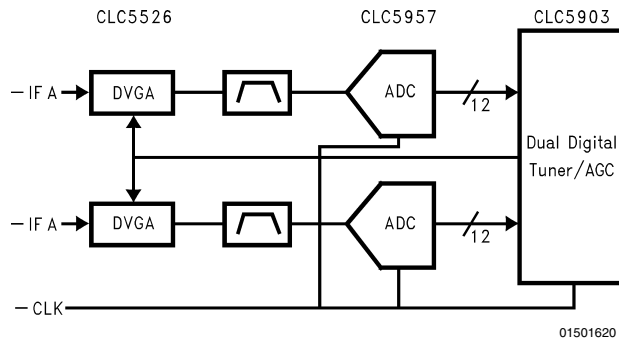 CLC5526 CLC5957 CLC5903
IF A DVGA ADC 12
Dual Digital
Tuner/AGC
IF A DVGA ADC 12
CLK
01501620